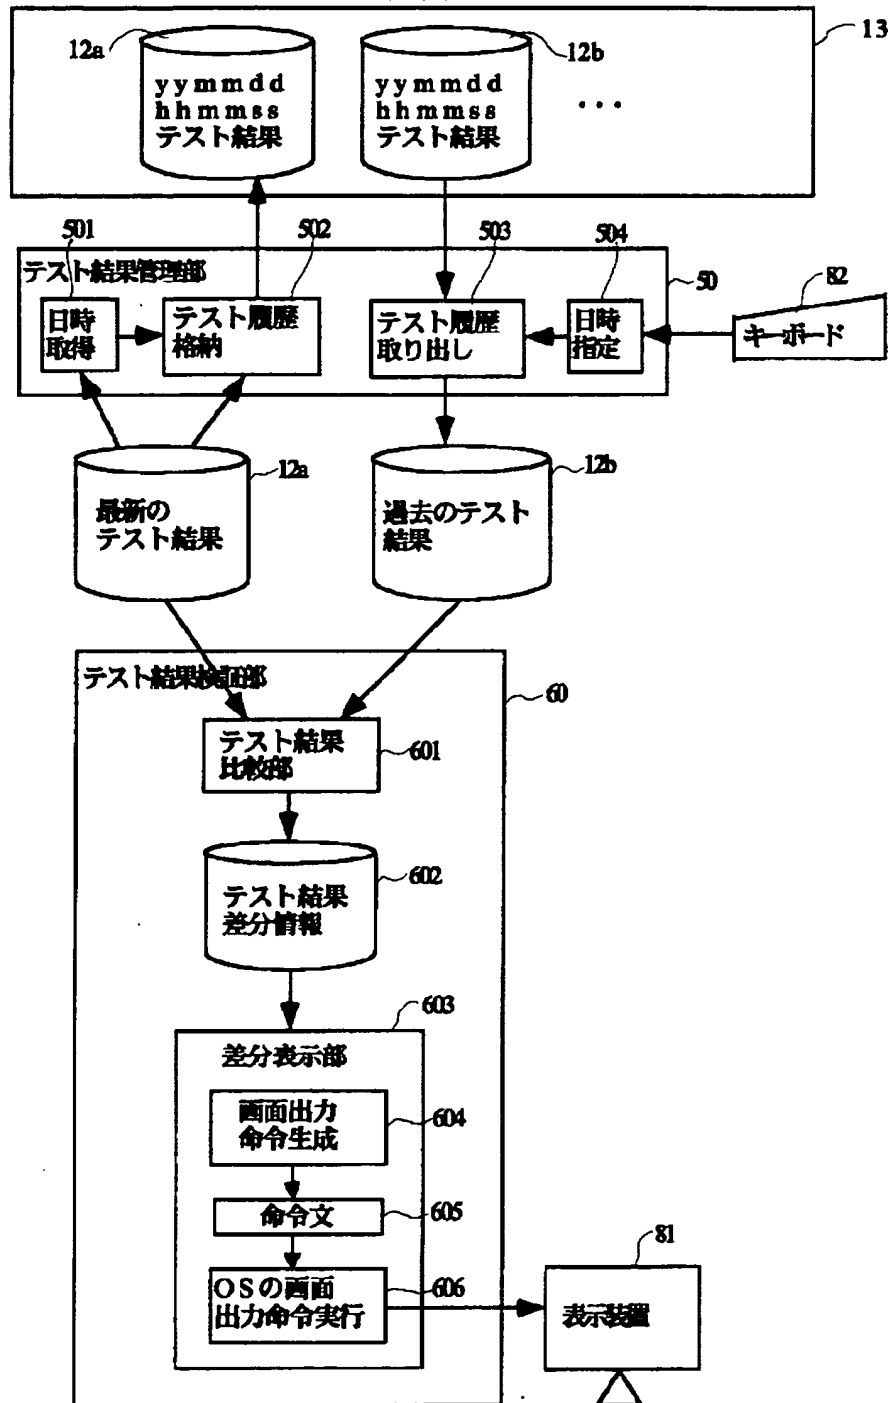 12a
12b
13
yymmdd
hhmmss
テスト結果
yymmdd
hhmmss
テスト結果
・・・
501
502
503
504
50
82
テスト結果管理部
日時
取得
テスト履歴
格納
テスト履歴
取り出し
日時
指定
キーボード
12a
12b
最新の
テスト結果
過去のテスト
結果
テスト結果検証部
60
テスト結果
比較部
601
テスト結果
差分情報
602
603
差分表示部
画面出力
命令生成
604
命令文
605
OSの画面
出力命令実行
606
81
表示装置